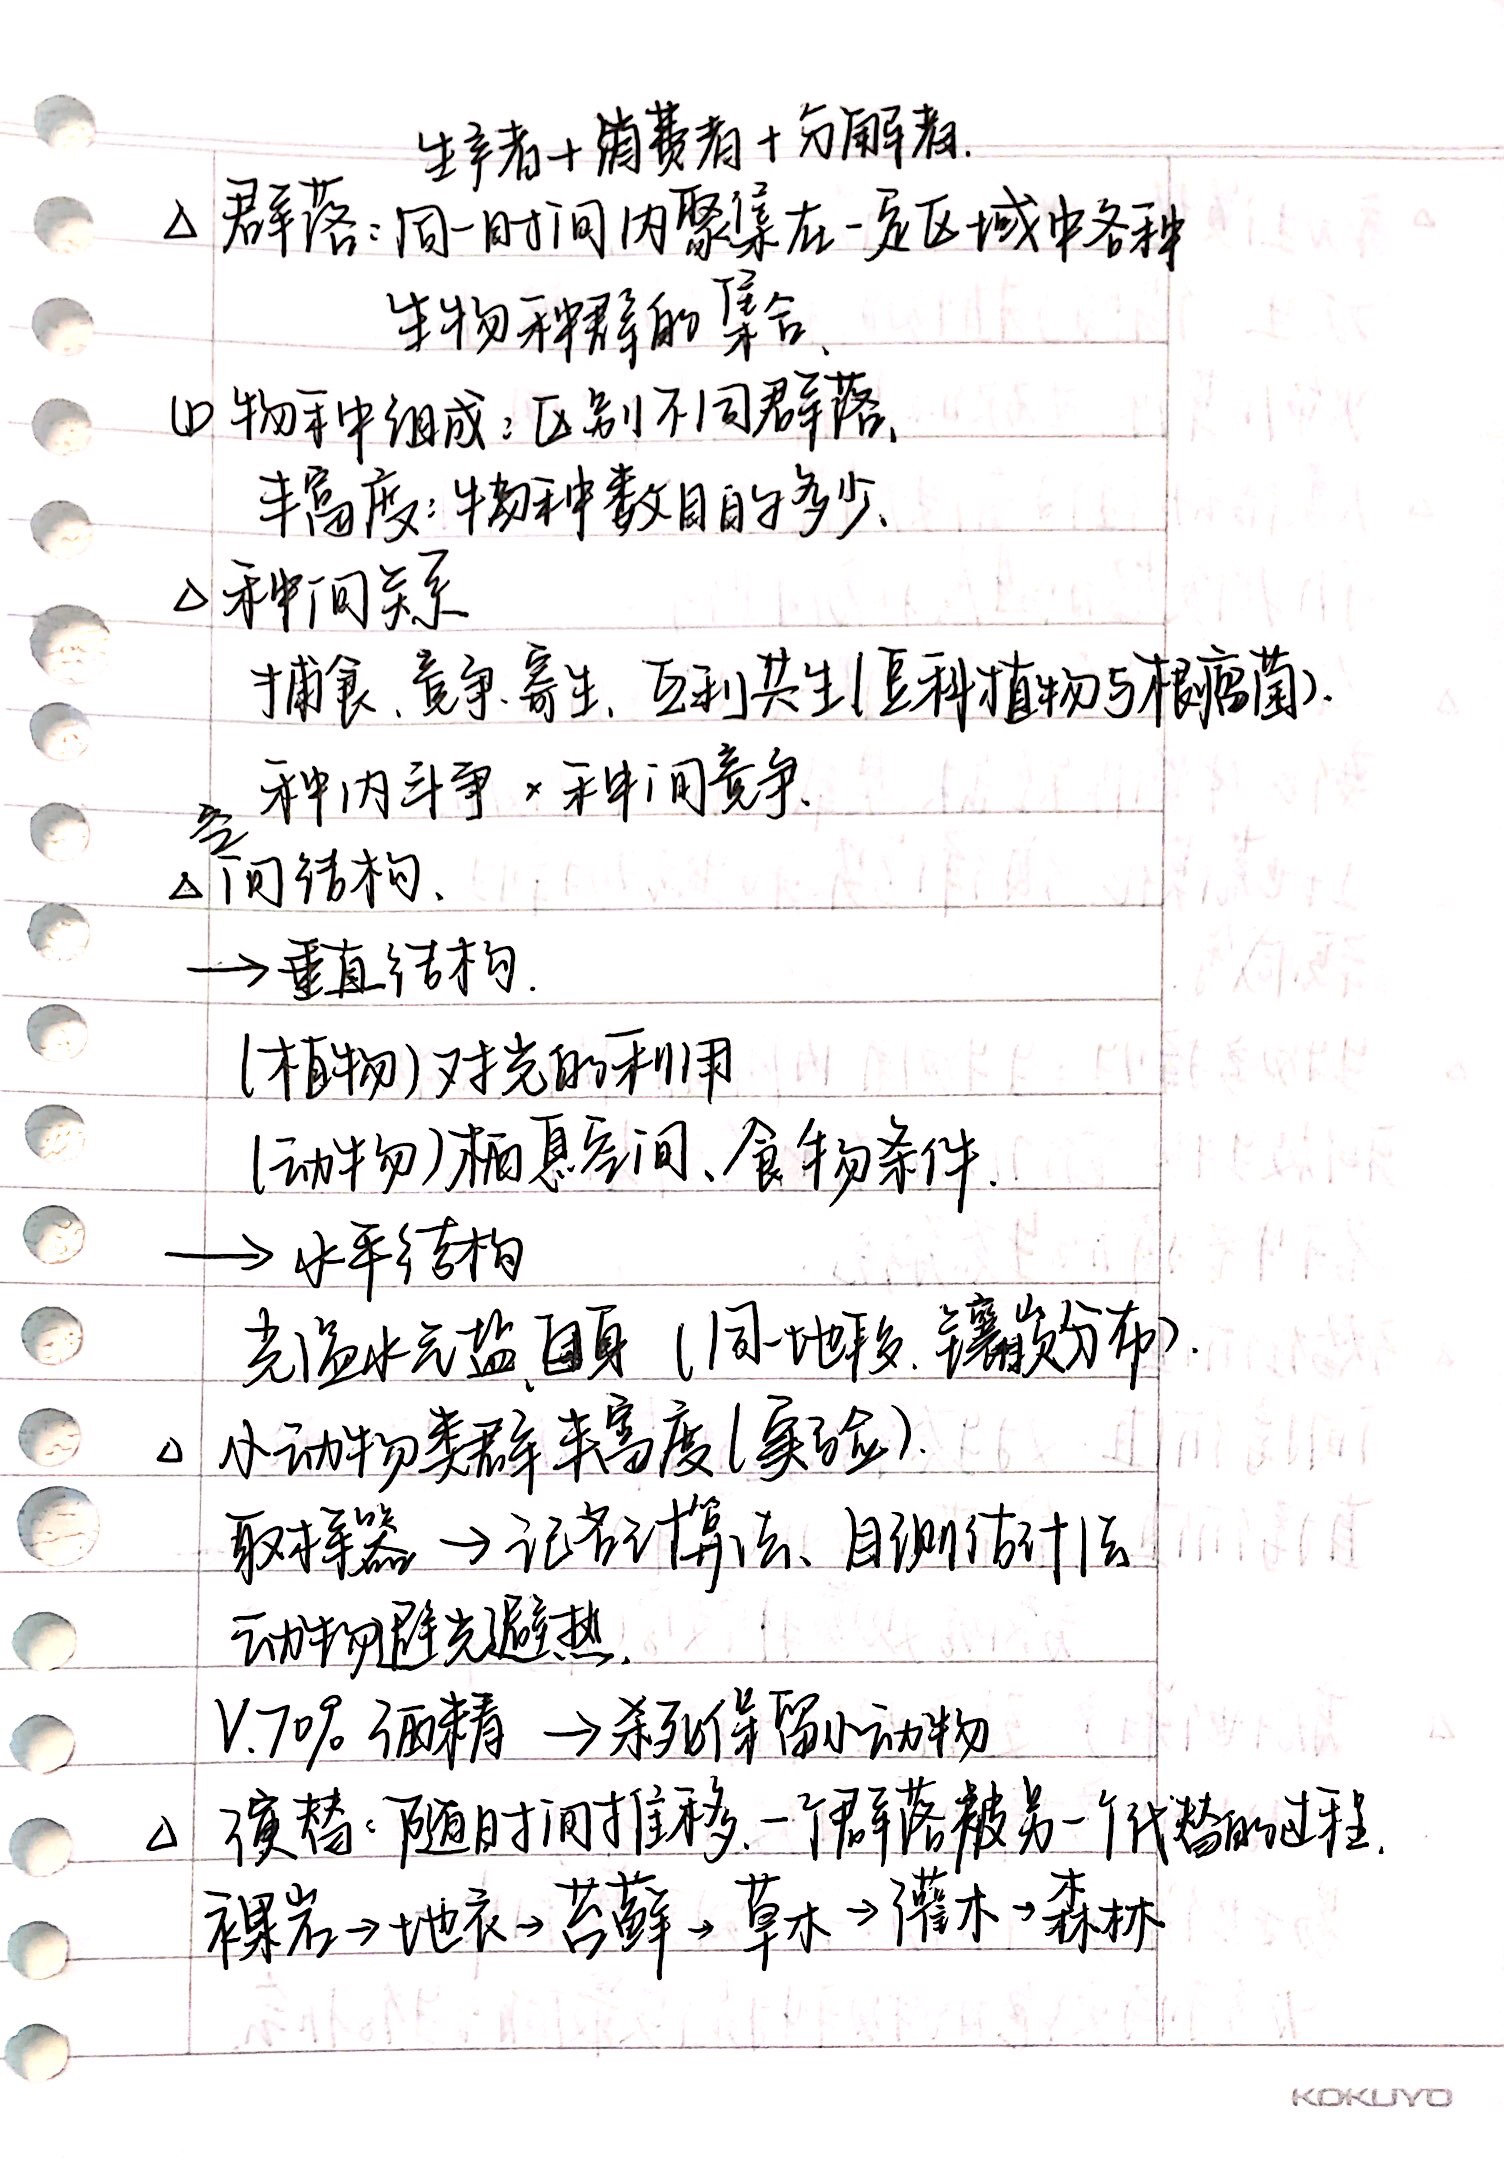 生产者+消费者+分解者.
△ 群落:同一时间内聚集在一定区域中各种
生物种群的集合、
(1) 物种组成:区别不同群落、
丰富度:物种数目的多少、
△ 种间关系
捕食、竞争、寄生、互利共生(豆科植物与根瘤菌).
种内斗争 × 种间竞争.
△ 空间结构、
→垂直结构.
(植物)对光的利用
(动物)栖息空间、食物条件.
→水平结构
光温水无盐、自身 (同一地段、镶嵌分布).
△ 小动物类群丰富度(实验).
取样器 → 记名计算法、目测估计法
动物避光避热.
V.70% 酒精 → 杀死保留小动物
△ 演替:随时间推移、一个群落被另一个代替的过程.
裸岩→地衣→苔藓→草木→灌木→森林
KOKUYO